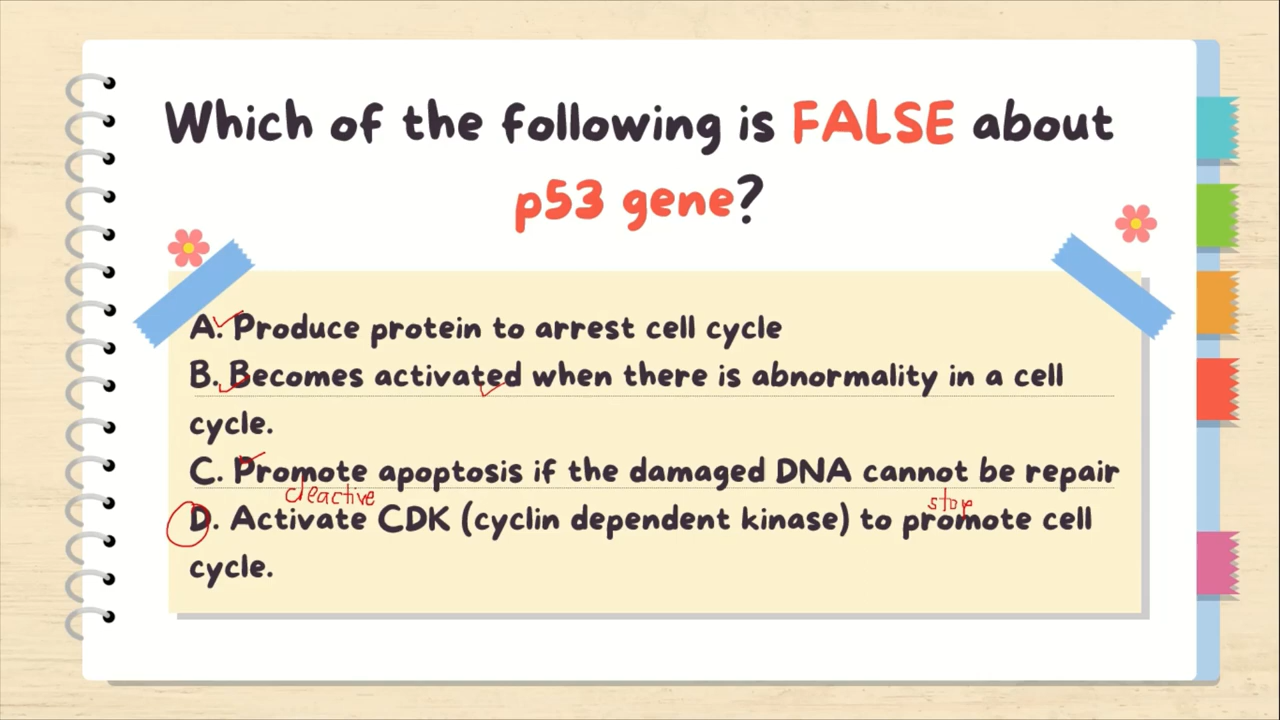 Which of the following is FALSE about
p53 gene?
A. Produce protein to arrest cell cycle
B. Becomes activated when there is abnormality in a cell
cycle.
C. Promote apoptosis if the damaged DNA cannot be repair
deactive stop
D. Activate CDK (cyclin dependent kinase) to promote cell
cycle.